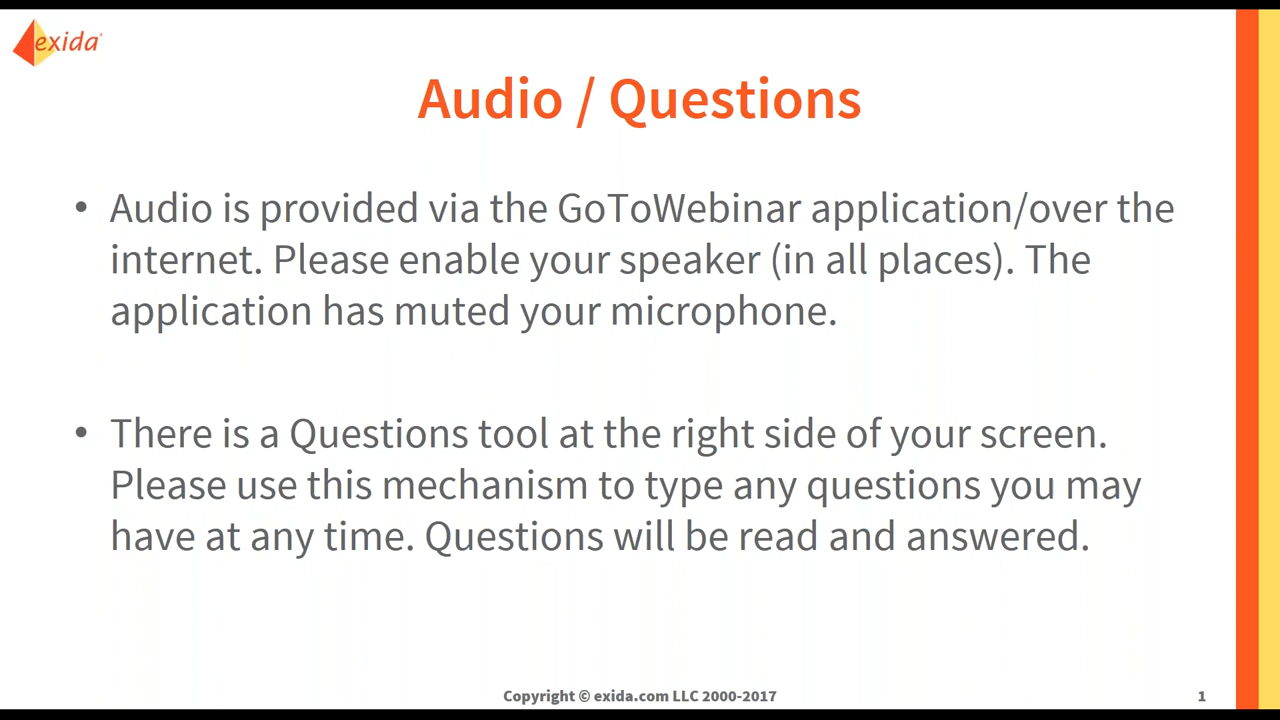 exida
Audio / Questions
• Audio is provided via the GoToWebinar application/over the
internet. Please enable your speaker (in all places). The
application has muted your microphone.
• There is a Questions tool at the right side of your screen.
Please use this mechanism to type any questions you may
have at any time. Questions will be read and answered.
Copyright © exida.com LLC 2000-2017
1